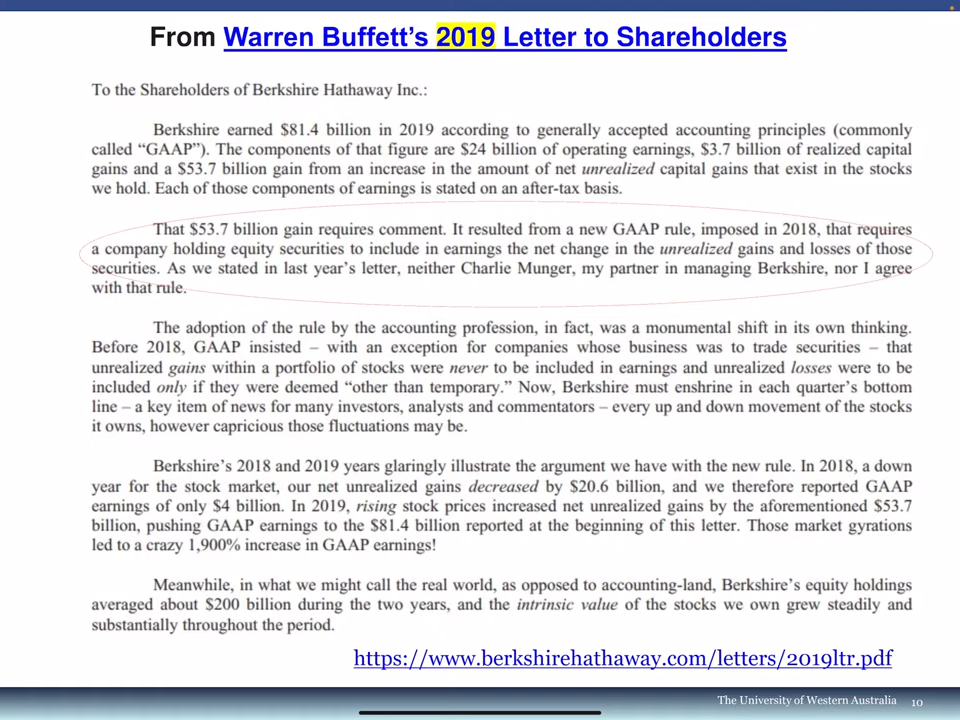 From Warren Buffett’s 2019 Letter to Shareholders
To the Shareholders of Berkshire Hathaway Inc.:
Berkshire earned $81.4 billion in 2019 according to generally accepted accounting principles (commonly
called “GAAP”). The components of that figure are $24 billion of operating earnings, $3.7 billion of realized capital
gains and a $53.7 billion gain from an increase in the amount of net unrealized capital gains that exist in the stocks
we hold. Each of those components of earnings is stated on an after-tax basis.
That $53.7 billion gain requires comment. It resulted from a new GAAP rule, imposed in 2018, that requires
a company holding equity securities to include in earnings the net change in the unrealized gains and losses of those
securities. As we stated in last year’s letter, neither Charlie Munger, my partner in managing Berkshire, nor I agree
with that rule.
The adoption of the rule by the accounting profession, in fact, was a monumental shift in its own thinking.
Before 2018, GAAP insisted – with an exception for companies whose business was to trade securities – that
unrealized gains within a portfolio of stocks were never to be included in earnings and unrealized losses were to be
included only if they were deemed “other than temporary.” Now, Berkshire must enshrine in each quarter’s bottom
line – a key item of news for many investors, analysts and commentators – every up and down movement of the stocks
it owns, however capricious those fluctuations may be.
Berkshire’s 2018 and 2019 years glaringly illustrate the argument we have with the new rule. In 2018, a down
year for the stock market, our net unrealized gains decreased by $20.6 billion, and we therefore reported GAAP
earnings of only $4 billion. In 2019, rising stock prices increased net unrealized gains by the aforementioned $53.7
billion, pushing GAAP earnings to the $81.4 billion reported at the beginning of this letter. Those market gyrations
led to a crazy 1,900% increase in GAAP earnings!
Meanwhile, in what we might call the real world, as opposed to accounting-land, Berkshire’s equity holdings
averaged about $200 billion during the two years, and the intrinsic value of the stocks we own grew steadily and
substantially throughout the period.
https://www.berkshirehathaway.com/letters/2019ltr.pdf
The University of Western Australia 10